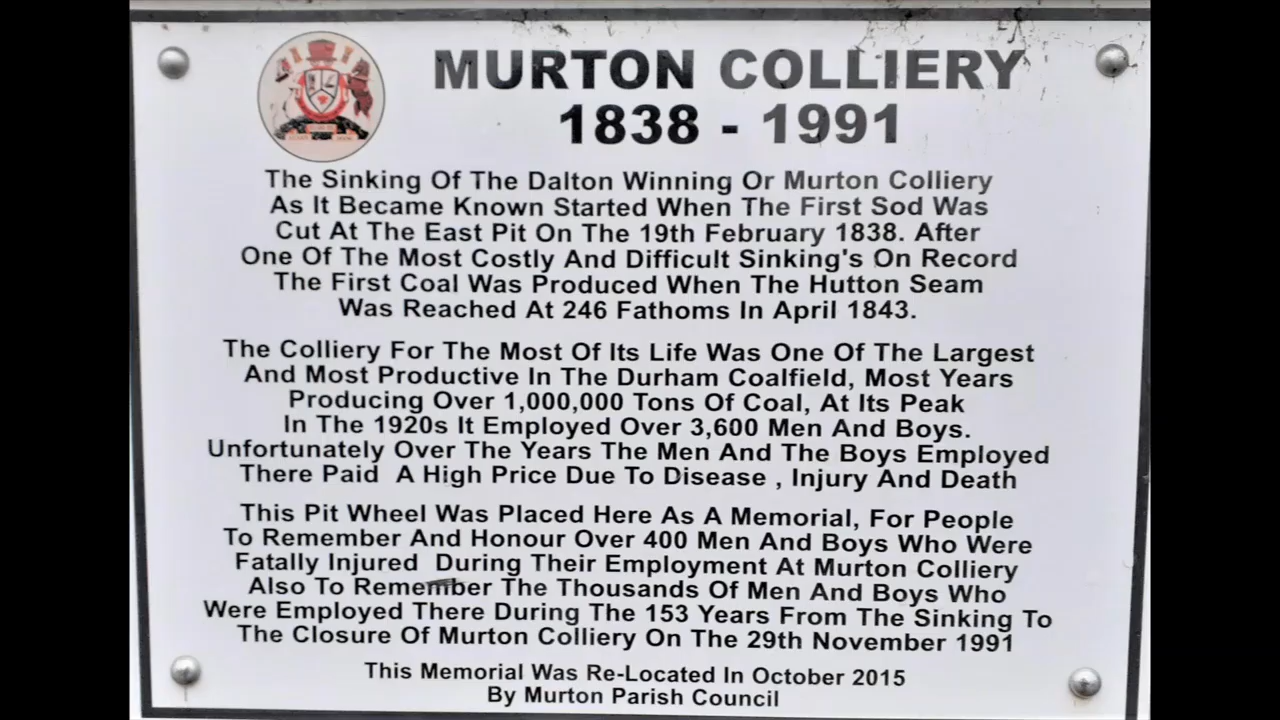 MURTON COLLIERY
1838 - 1991
The Sinking Of The Dalton Winning Or Murton Colliery
As It Became Known Started When The First Sod Was
Cut At The East Pit On The 19th February 1838. After
One Of The Most Costly And Difficult Sinking's On Record
The First Coal Was Produced When The Hutton Seam
Was Reached At 246 Fathoms In April 1843.
The Colliery For The Most Of Its Life Was One Of The Largest
And Most Productive In The Durham Coalfield, Most Years
Producing Over 1,000,000 Tons Of Coal, At Its Peak
In The 1920s It Employed Over 3,600 Men And Boys.
Unfortunately Over The Years The Men And The Boys Employed
There Paid A High Price Due To Disease , Injury And Death
This Pit Wheel Was Placed Here As A Memorial, For People
To Remember And Honour Over 400 Men And Boys Who Were
Fatally Injured During Their Employment At Murton Colliery
Also To Remember The Thousands Of Men And Boys Who
Were Employed There During The 153 Years From The Sinking To
The Closure Of Murton Colliery On The 29th November 1991
This Memorial Was Re-Located In October 2015
By Murton Parish Council